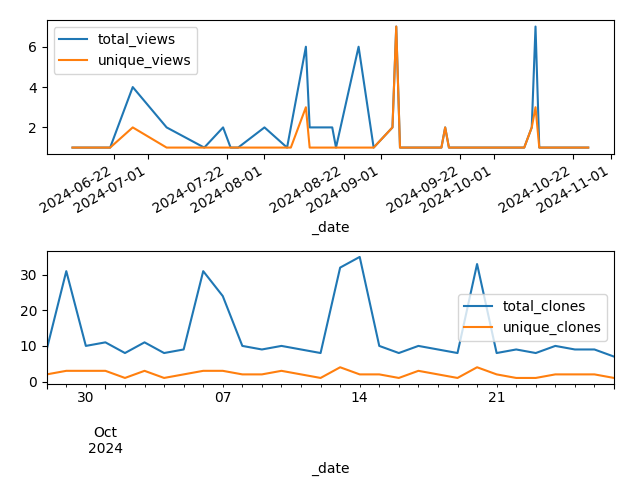 total_views
unique_views
6
4
2
2024-06-22
2024-07-01
2024-07-22
2024-08-01
2024-08-22
2024-09-01
2024-09-22
2024-10-01
2024-10-22
2024-11-01
_date
30
20
10
0
total_clones
unique_clones
30 07 14 21
Oct
2024
_date